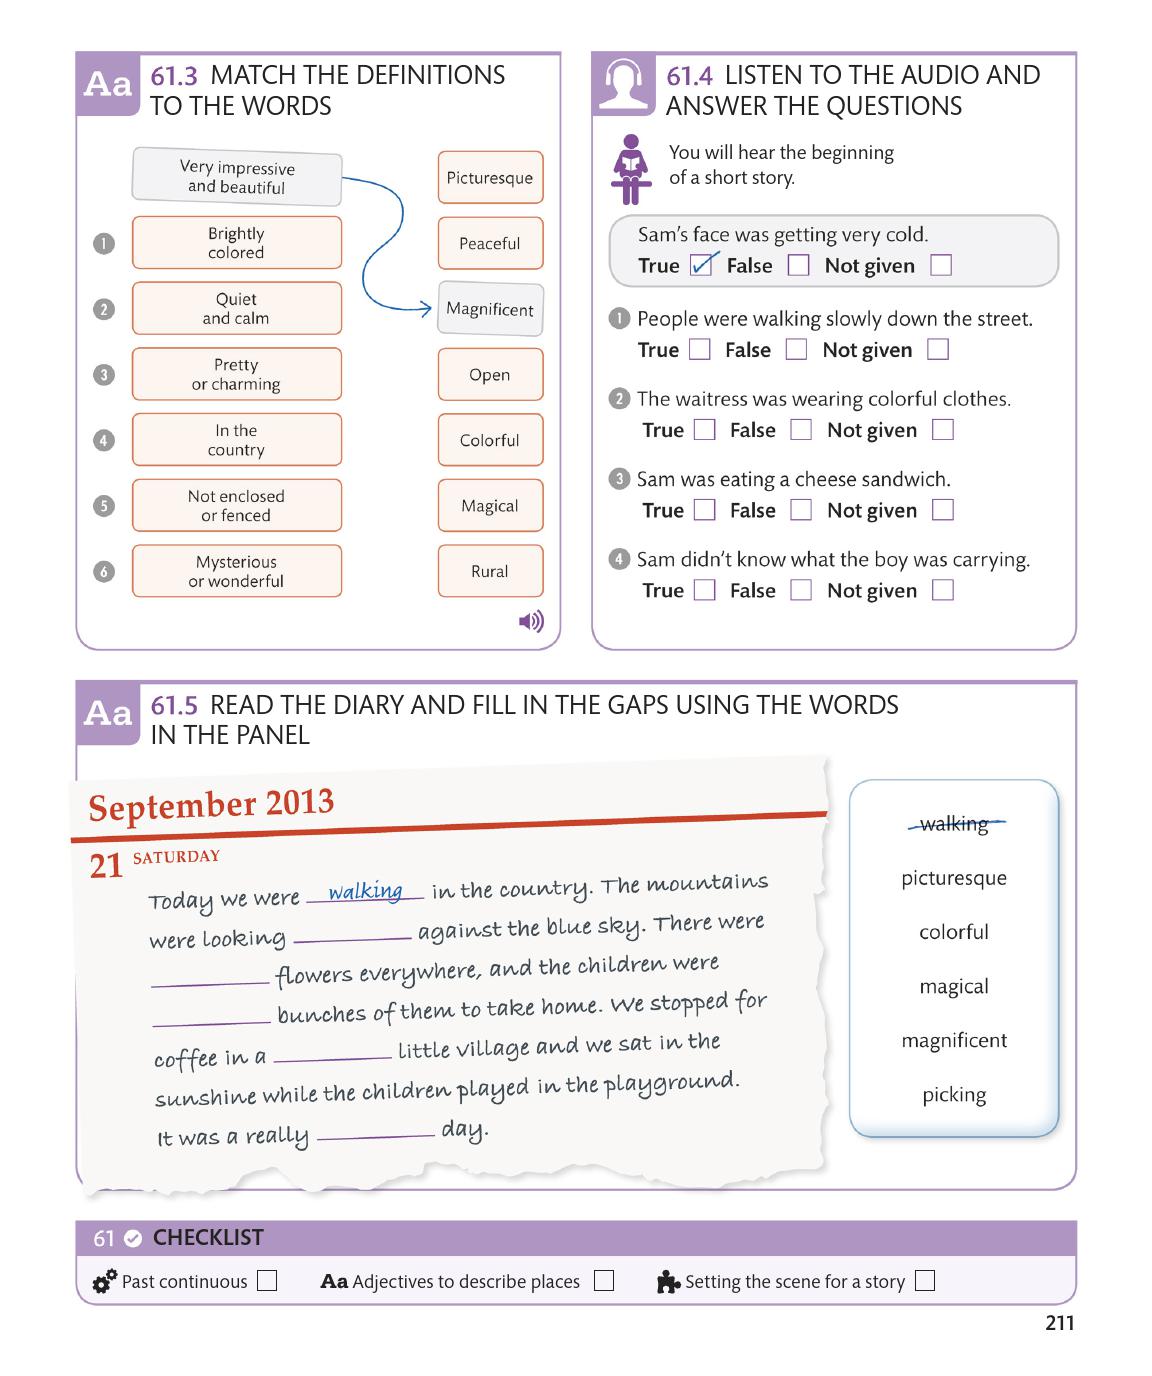 Aa
61.3 MATCH THE DEFINITIONS
TO THE WORDS
Very impressive
and beautiful
1 Brightly
colored
2 Quiet
and calm
3 Pretty
or charming
4 In the
country
5 Not enclosed
or fenced
6 Mysterious
or wonderful
Picturesque
Peaceful
Magnificent
Open
Colorful
Magical
Rural
61.4 LISTEN TO THE AUDIO AND
ANSWER THE QUESTIONS
You will hear the beginning
of a short story.
Sam's face was getting very cold.
True False Not given
1 People were walking slowly down the street.
True False Not given
2 The waitress was wearing colorful clothes.
True False Not given
3 Sam was eating a cheese sandwich.
True False Not given
4 Sam didn't know what the boy was carrying.
True False Not given
Aa
61.5 READ THE DIARY AND FILL IN THE GAPS USING THE WORDS
IN THE PANEL
September 2013
21 SATURDAY
Today we were walking in the country. The mountains
were looking against the blue sky. There were
flowers everywhere, and the children were
bunches of them to take home. We stopped for
coffee in a little village and we sat in the
sunshine while the children played in the playground.
It was a really day.
walking
picturesque
colorful
magical
magnificent
picking
61 CHECKLIST
Past continuous Aa Adjectives to describe places Setting the scene for a story
211